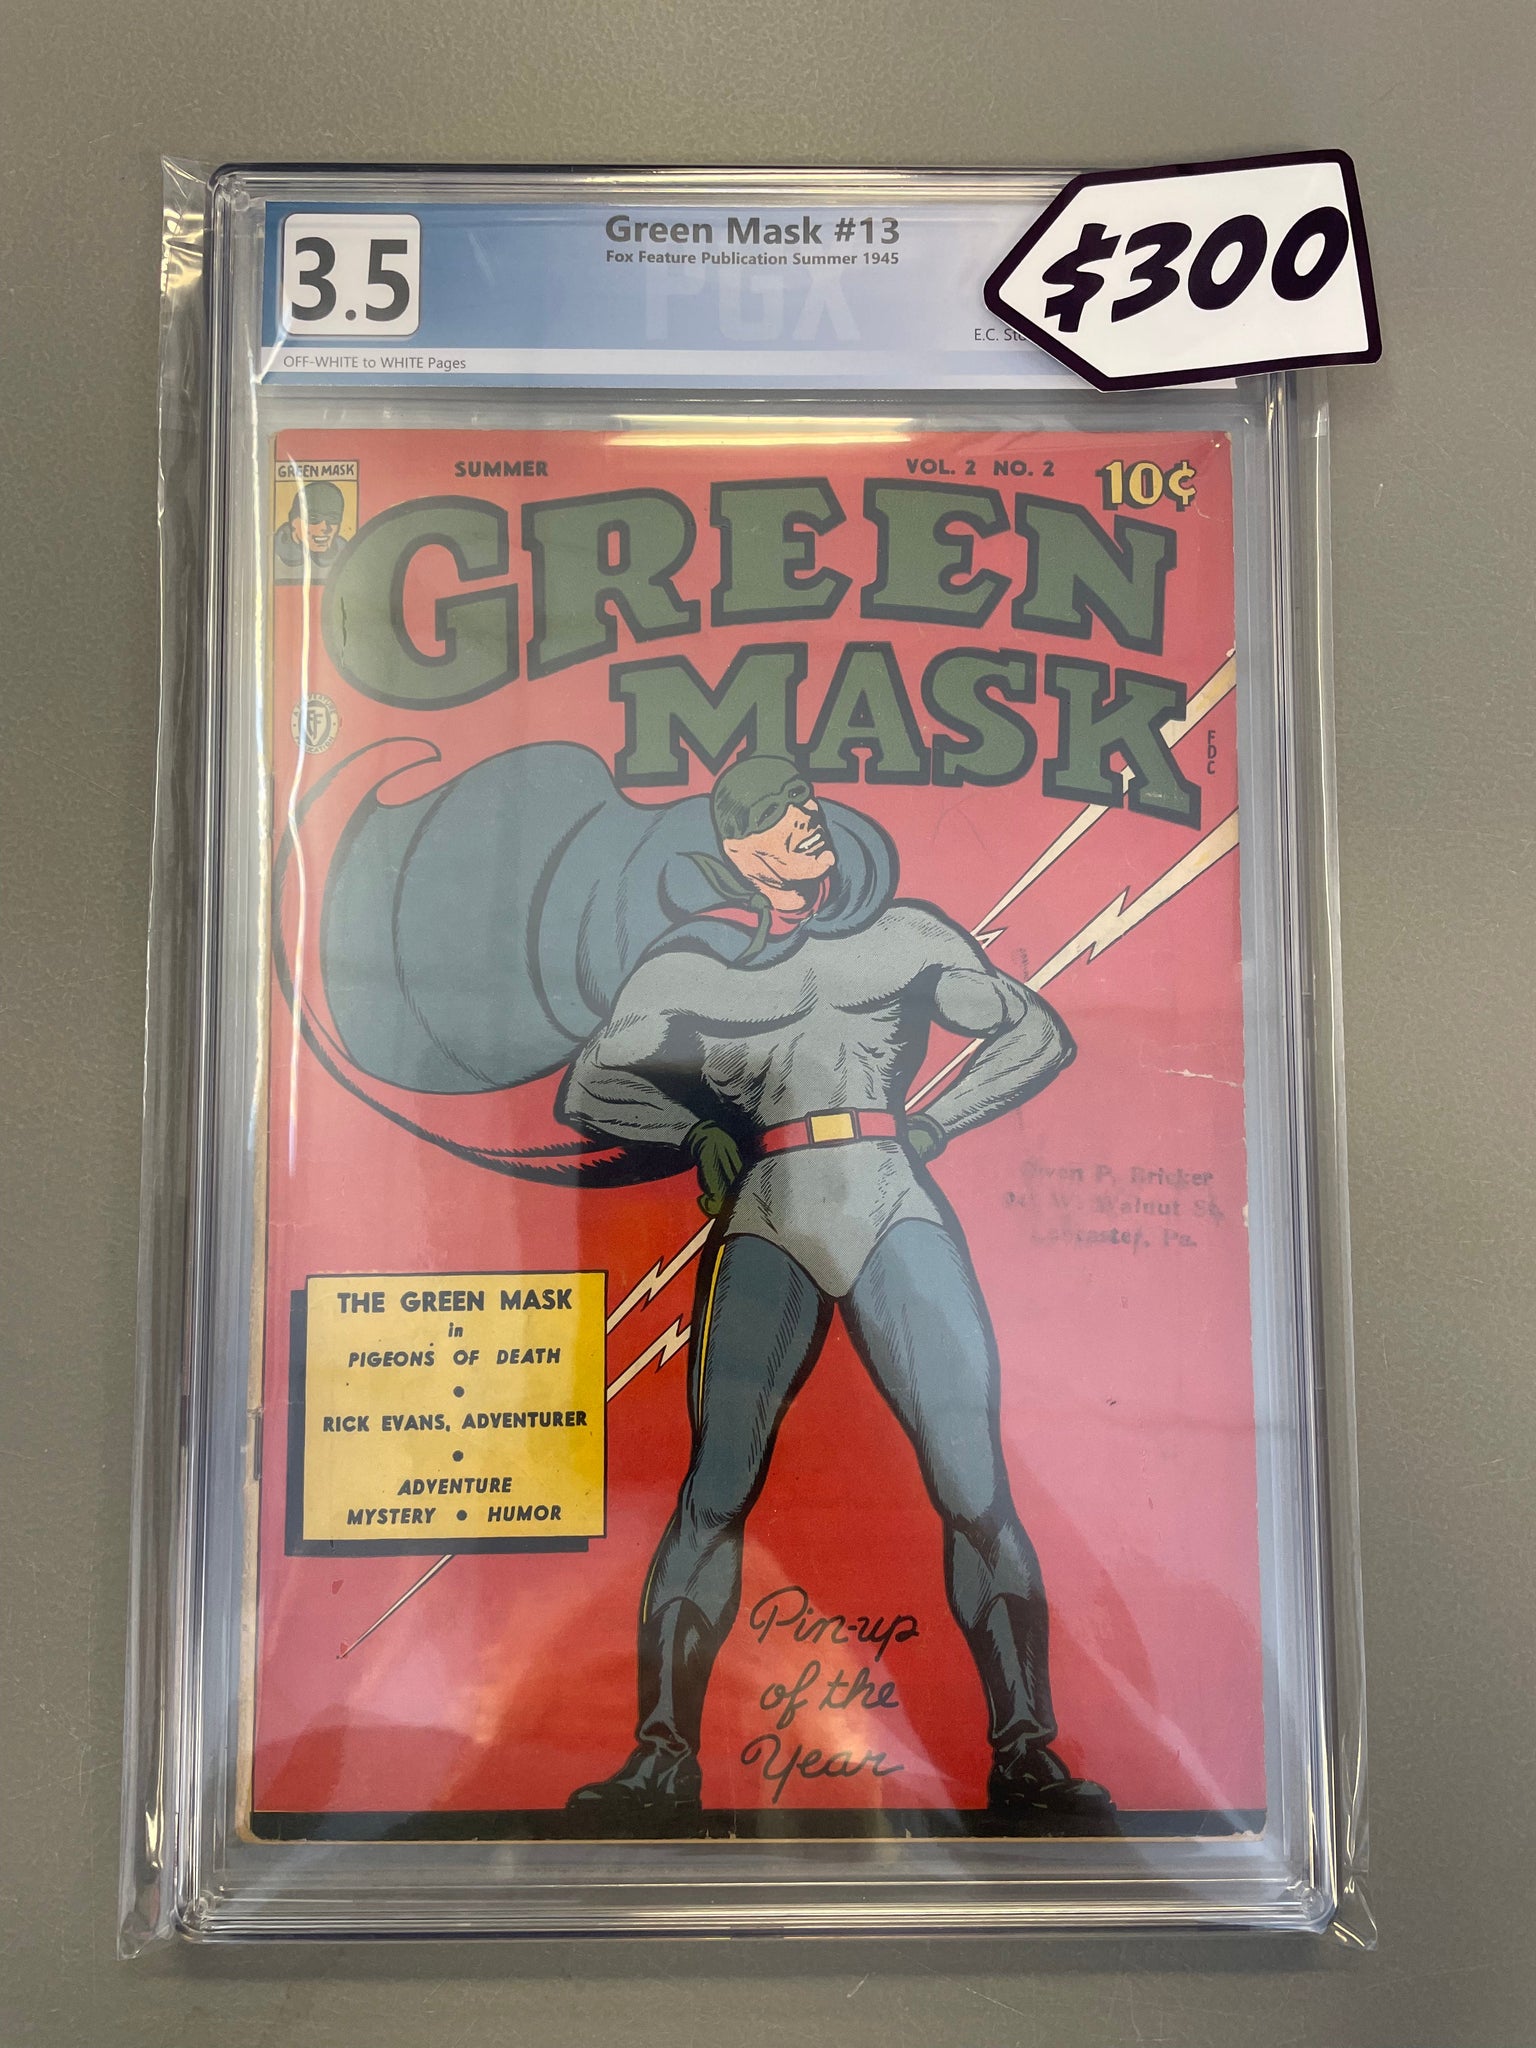 $300
3.5
Green Mask #13
Fox Feature Publication Summer 1945
PGX
E.C.
OFF-WHITE to WHITE Pages
GREEN MASK
SUMMER
VOL. 2 NO. 2
10¢
GREEN
MASK
FDC
P. Bricker
W. Walnut St.
Lancaster, Pa.
THE GREEN MASK
in
PIGEONS OF DEATH
•
RICK EVANS, ADVENTURER
•
ADVENTURE
MYSTERY • HUMOR
Pin-up
of the
Year